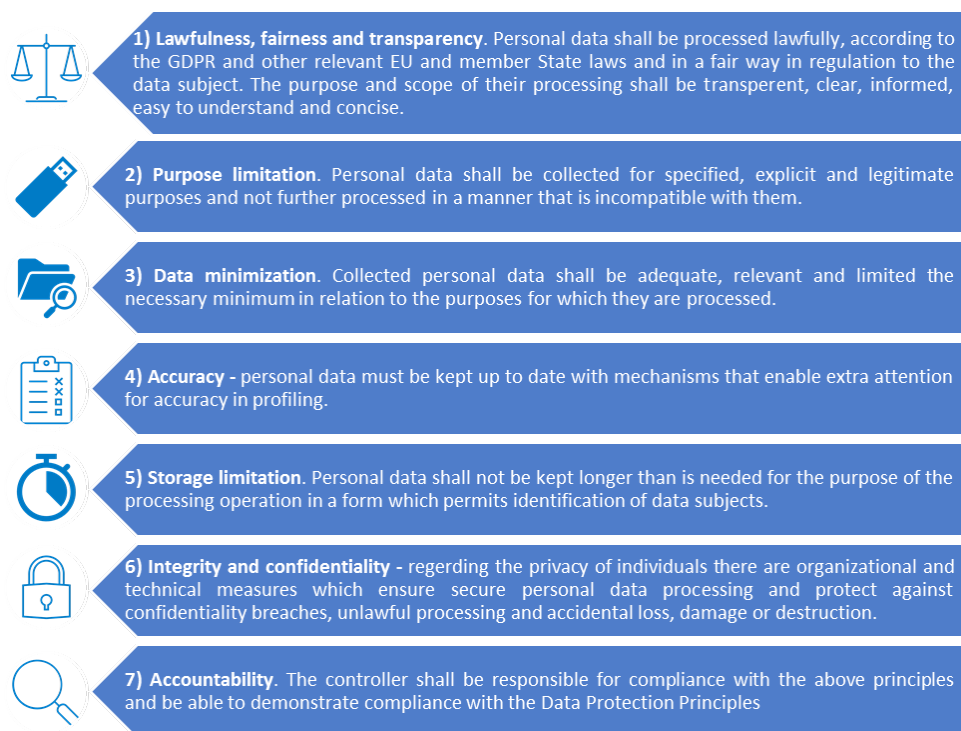 1) Lawfulness, fairness and transparency. Personal data shall be processed lawfully, according to
the GDPR and other relevant EU and member State laws and in a fair way in regulation to the
data subject. The purpose and scope of their processing shall be transperent, clear, informed,
easy to understand and concise.
2) Purpose limitation. Personal data shall be collected for specified, explicit and legitimate
purposes and not further processed in a manner that is incompatible with them.
3) Data minimization. Collected personal data shall be adequate, relevant and limited the
necessary minimum in relation to the purposes for which they are processed.
4) Accuracy - personal data must be kept up to date with mechanisms that enable extra attention
for accuracy in profiling.
5) Storage limitation. Personal data shall not be kept longer than is needed for the purpose of the
processing operation in a form which permits identification of data subjects.
6) Integrity and confidentiality - regarding the privacy of individuals there are organizational and
technical measures which ensure secure personal data processing and protect against
confidentiality breaches, unlawful processing and accidental loss, damage or destruction.
7) Accountability. The controller shall be responsible for compliance with the above principles
and be able to demonstrate compliance with the Data Protection Principles